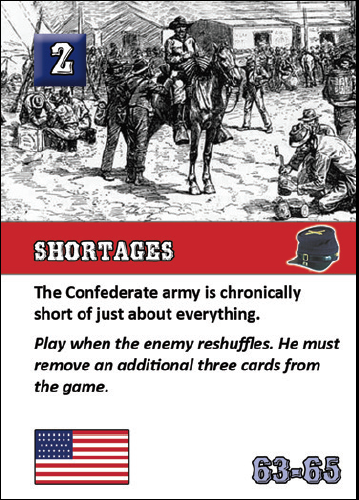 2
SHORTAGES
The Confederate army is chronically
short of just about everything.
Play when the enemy reshuffles. He must
remove an additional three cards from
the game.
63-65